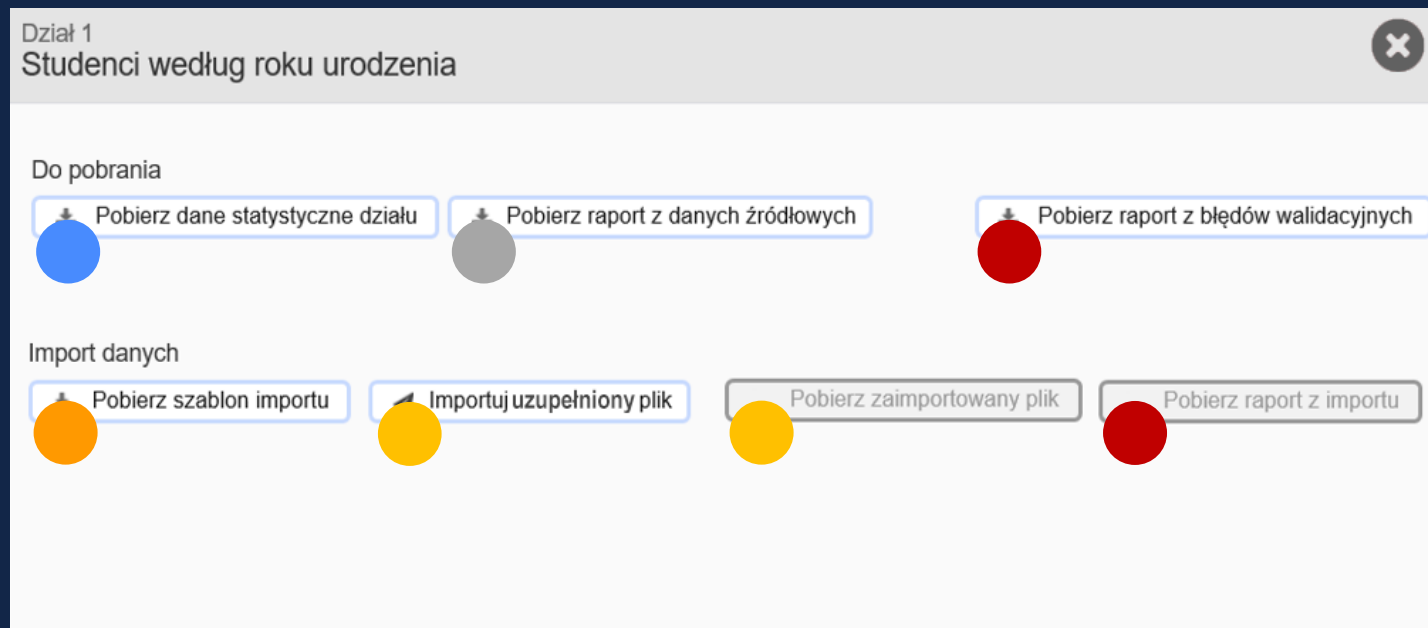 Dział 1
Studenci według roku urodzenia
Do pobrania
Pobierz dane statystyczne działu
Pobierz raport z danych źródłowych
Pobierz raport z błędów walidacyjnych
Import danych
Pobierz szablon importu
Importuj uzupełniony plik
Pobierz zaimportowany plik
Pobierz raport z importu